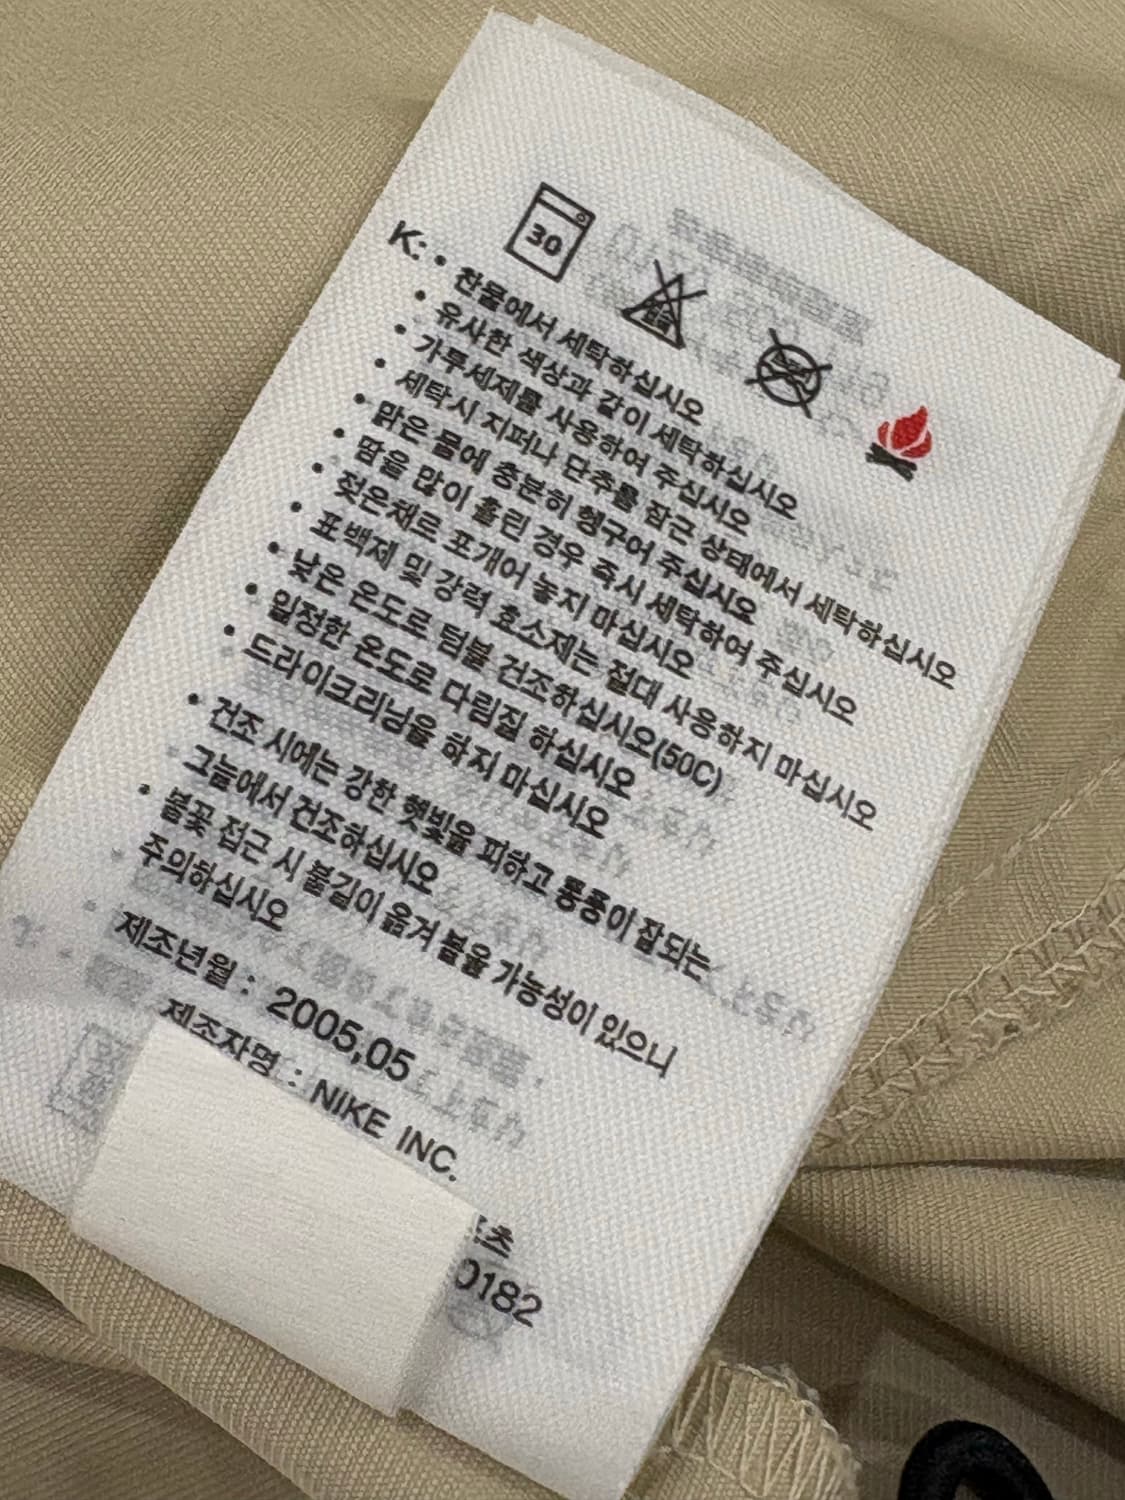 30
K: • 찬물에서 세탁하십시오
• 유사한 색상과 같이 세탁하십시오
• 가루세제를 사용하여 주십시오
• 세탁시 지퍼나 단추를 잠근 상태에서 세탁하십시오
• 맑은 물에 충분히 헹구어 주십시오
• 땀을 많이 흘린 경우 즉시 세탁하여 주십시오
• 젖은채로 포개어 놓지 마십시오
• 표백제 및 강력 효소제는 절대 사용하지 마십시오
• 낮은 온도로 텀블 건조하십시오(50C)
• 일정한 온도로 다림질 하십시오
• 드라이크리닝을 하지 마십시오
• 건조 시에는 강한 햇빛을 피하고 통풍이 잘되는
그늘에서 건조하십시오
• 불꽃 접근 시 불길이 옮겨 붙을 가능성이 있으니
주의하십시오
제조년월 : 2005,05
제조자명 : NIKE INC.
츠
0182